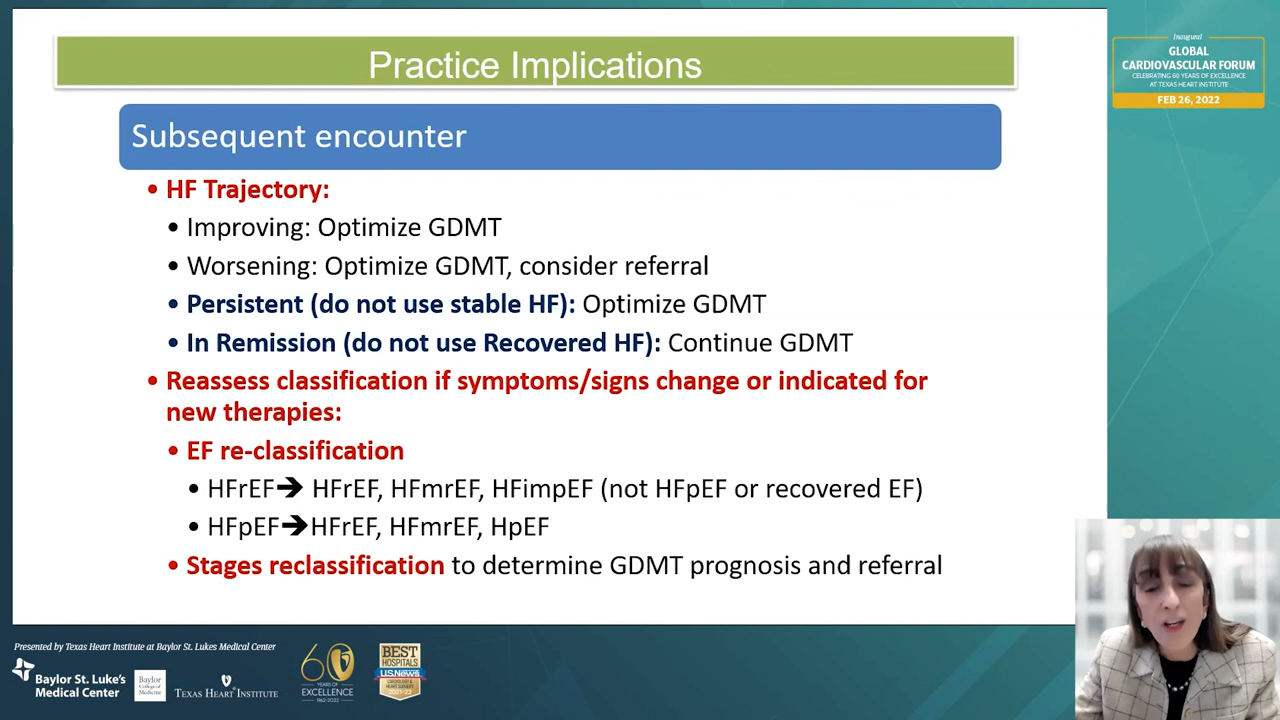 Practice Implications
Inaugural
GLOBAL
CARDIOVASCULAR FORUM
CELEBRATING 60 YEARS OF EXCELLENCE
AT TEXAS HEART INSTITUTE
FEB 26, 2022
Subsequent encounter
• HF Trajectory:
• Improving: Optimize GDMT
• Worsening: Optimize GDMT, consider referral
• Persistent (do not use stable HF): Optimize GDMT
• In Remission (do not use Recovered HF): Continue GDMT
• Reassess classification if symptoms/signs change or indicated for
new therapies:
• EF re-classification
• HFrEF➔ HFrEF, HFmrEF, HFimpEF (not HFpEF or recovered EF)
• HFpEF➔HFrEF, HFmrEF, HpEF
• Stages reclassification to determine GDMT prognosis and referral
Presented by Texas Heart Institute at Baylor St. Lukes Medical Center
Baylor St. Luke's
Medical Center
Baylor
College of
Medicine
TEXAS HEART INSTITUTE
60
YEARS OF
EXCELLENCE
1962-2022
BEST
HOSPITALS
U.S.News